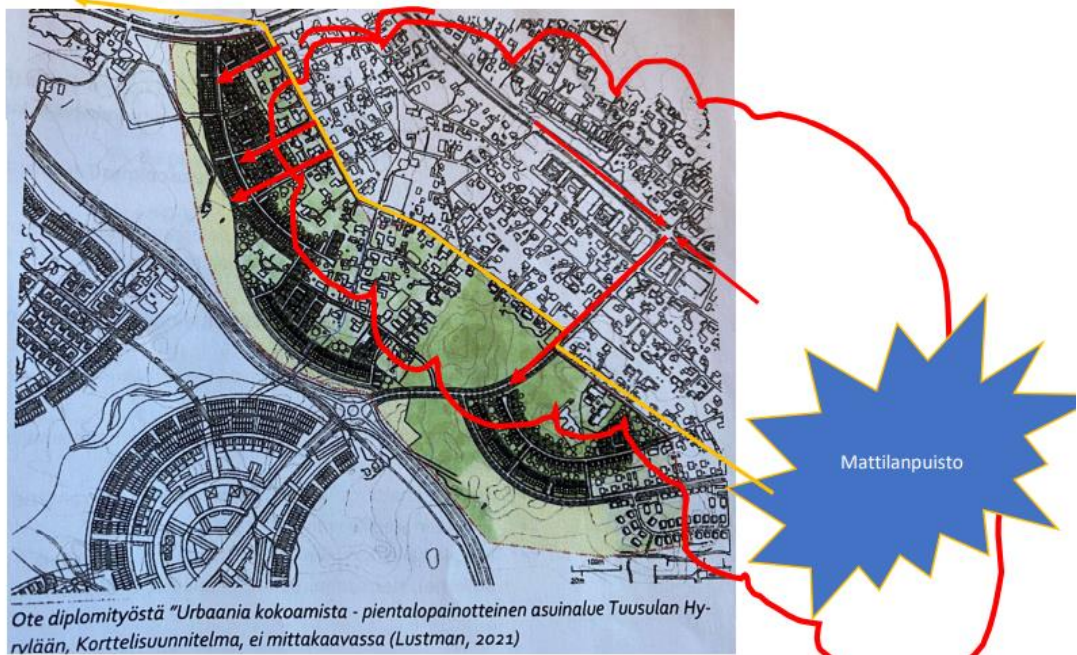 Mattilanpuisto
Ote diplomityöstä "Urbaania kokoamista - pientalopainotteinen asuinalue Tuusulan Hy-
rylään, Korttelisuunnitelma, ei mittakaavassa (Lustman, 2021)